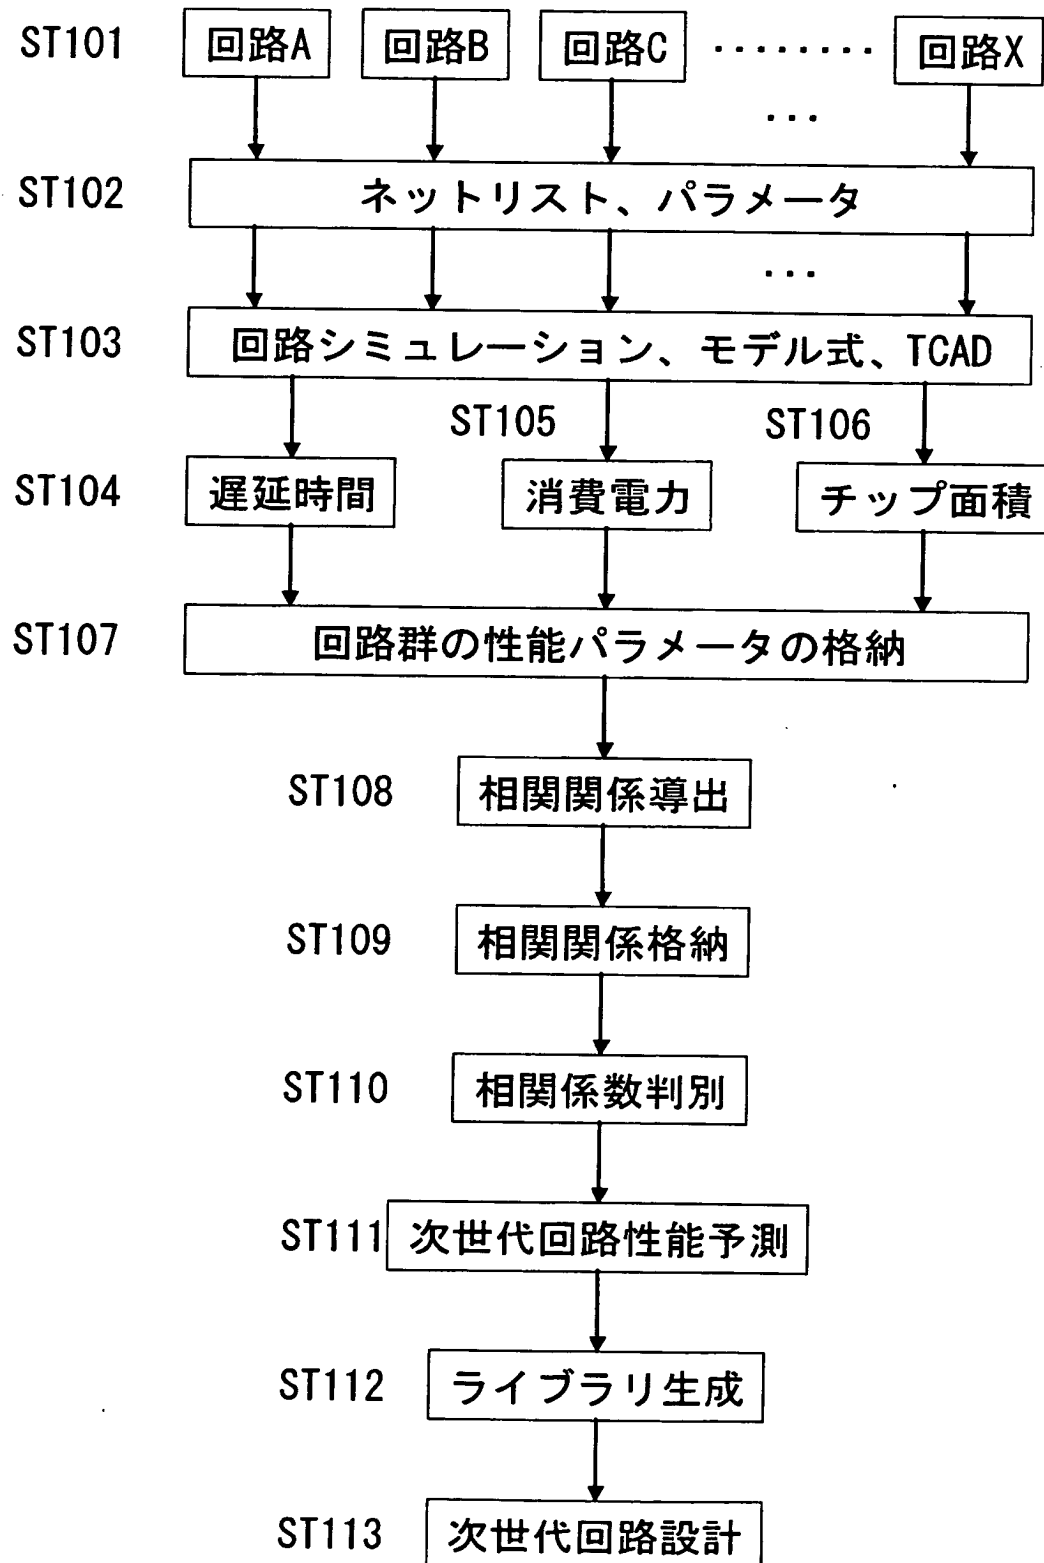 ST101 回路A 回路B 回路C ········ 回路X
···
ST102 ネットリスト、パラメータ
···
ST103 回路シミュレーション、モデル式、TCAD
ST105 ST106
ST104 遅延時間 消費電力 チップ面積
ST107 回路群の性能パラメータの格納
ST108 相関関係導出
ST109 相関関係格納
ST110 相関係数判別
ST111 次世代回路性能予測
ST112 ライブラリ生成
ST113 次世代回路設計